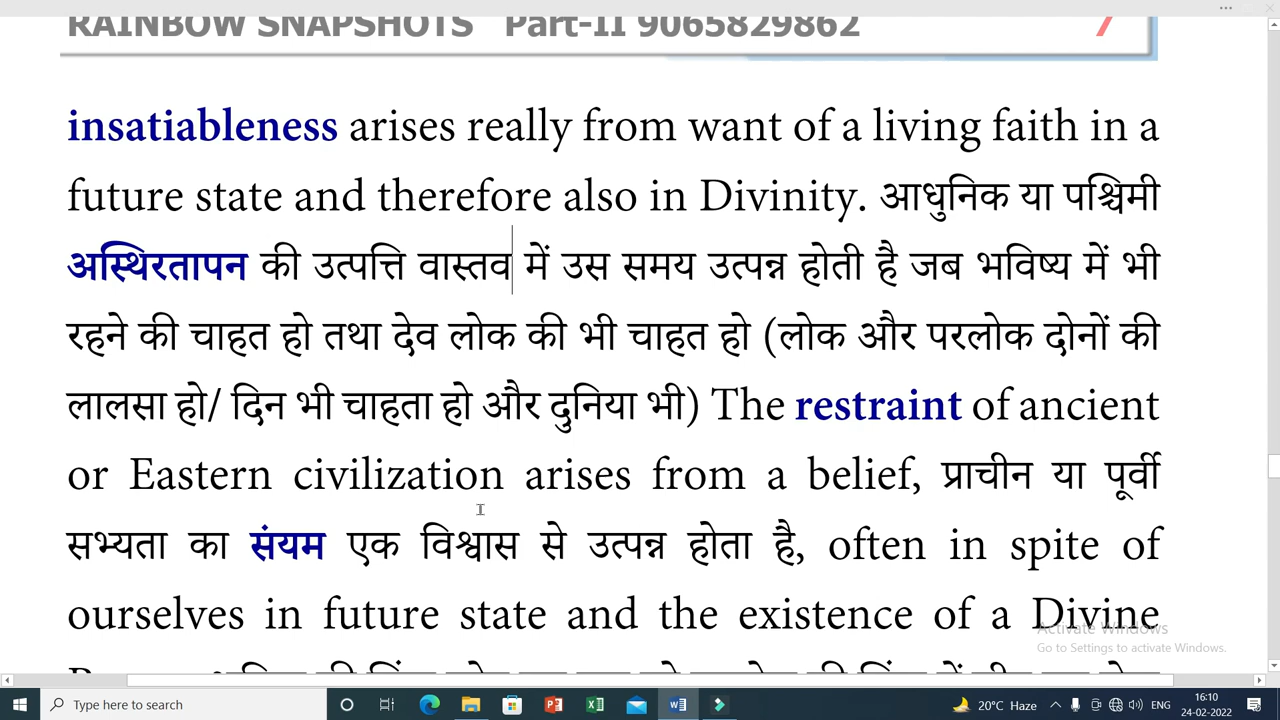 RAINBOW SNAPSHOTS Part-II 9065829862 7
insatiableness arises really from want of a living faith in a
future state and therefore also in Divinity. आधुनिक या पश्चिमी
अस्थिरतापन की उत्पत्ति वास्तव में उस समय उत्पन्न होती है जब भविष्य में भी
रहने की चाहत हो तथा देव लोक की भी चाहत हो (लोक और परलोक दोनों की
लालसा हो/ दिन भी चाहता हो और दुनिया भी) The restraint of ancient
or Eastern civilization arises from a belief, प्राचीन या पूर्वी
सभ्यता का संयम एक विश्वास से उत्पन्न होता है, often in spite of
ourselves in future state and the existence of a Divine
Activate Windows
Go to Settings to activate Windows.
Type here to search
20°C Haze
ENG
16:10
24-02-2022